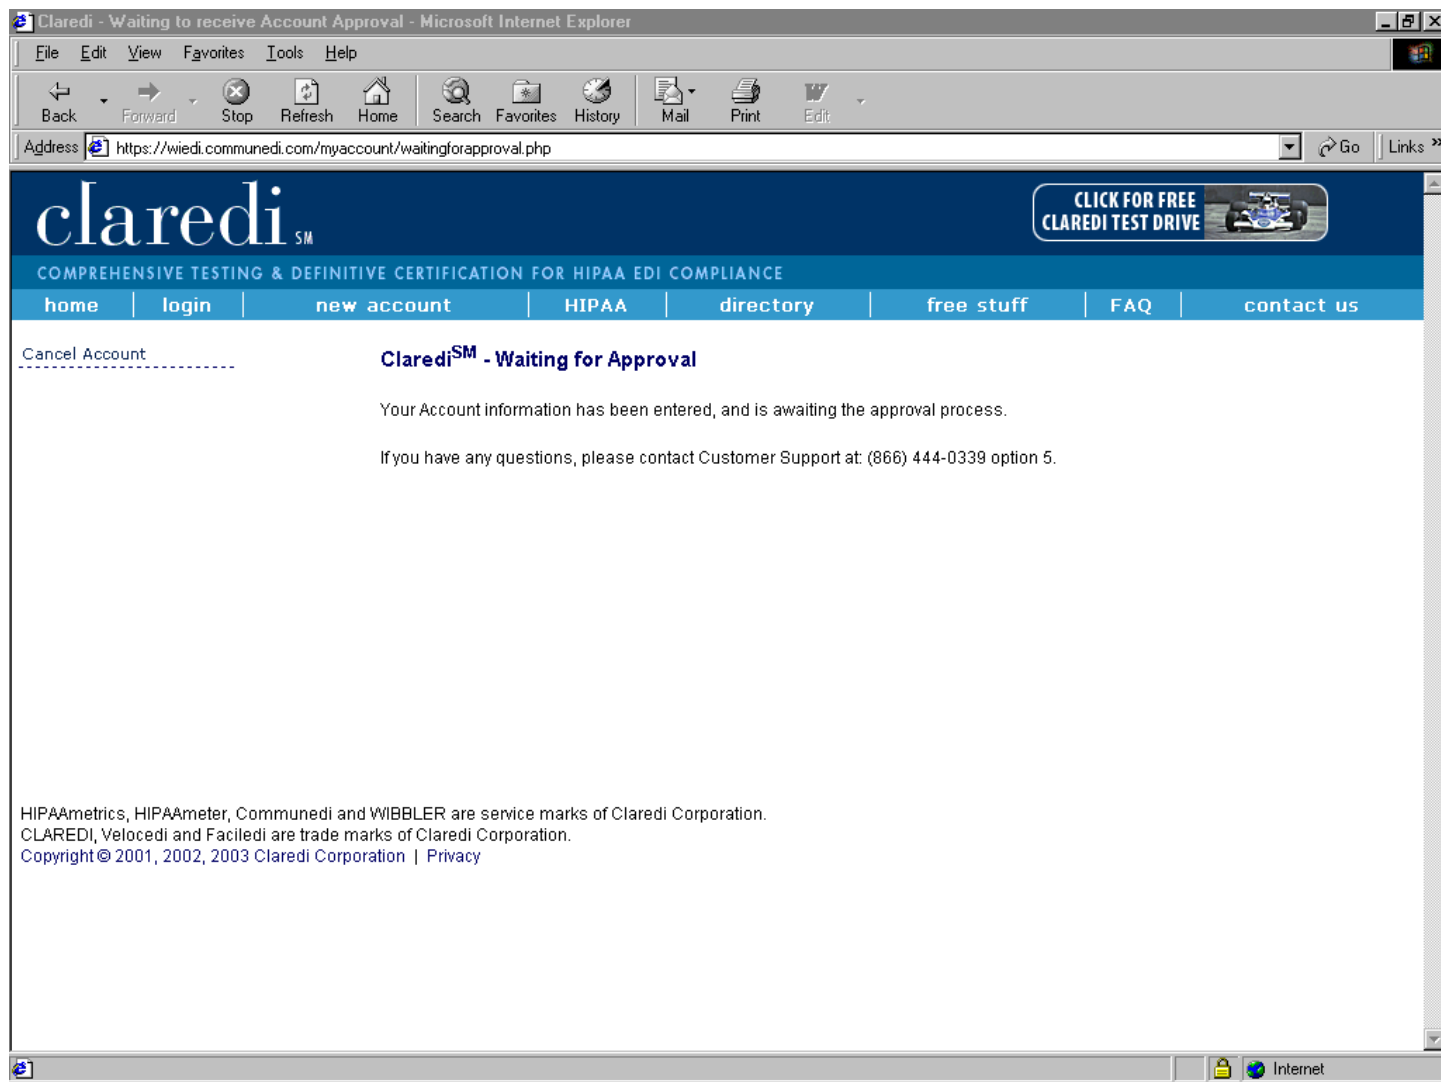 Claredi - Waiting to receive Account Approval - Microsoft Internet Explorer
File Edit View Favorites Tools Help
Back Forward Stop Refresh Home Search Favorites History Mail Print Edit
Address https://wiedi.communedi.com/myaccount/waitingforapproval.php Go Links »
claredi SM
CLICK FOR FREE
CLAREDI TEST DRIVE
COMPREHENSIVE TESTING & DEFINITIVE CERTIFICATION FOR HIPAA EDI COMPLIANCE
home login new account HIPAA directory free stuff FAQ contact us
Cancel Account
Claredi SM - Waiting for Approval
Your Account information has been entered, and is awaiting the approval process.
If you have any questions, please contact Customer Support at: (866) 444-0339 option 5.
HIPAAmetrics, HIPAAmeter, Communedi and WIBBLER are service marks of Claredi Corporation.
CLAREDI, Velocedi and Faciledi are trade marks of Claredi Corporation.
Copyright © 2001, 2002, 2003 Claredi Corporation | Privacy
Internet